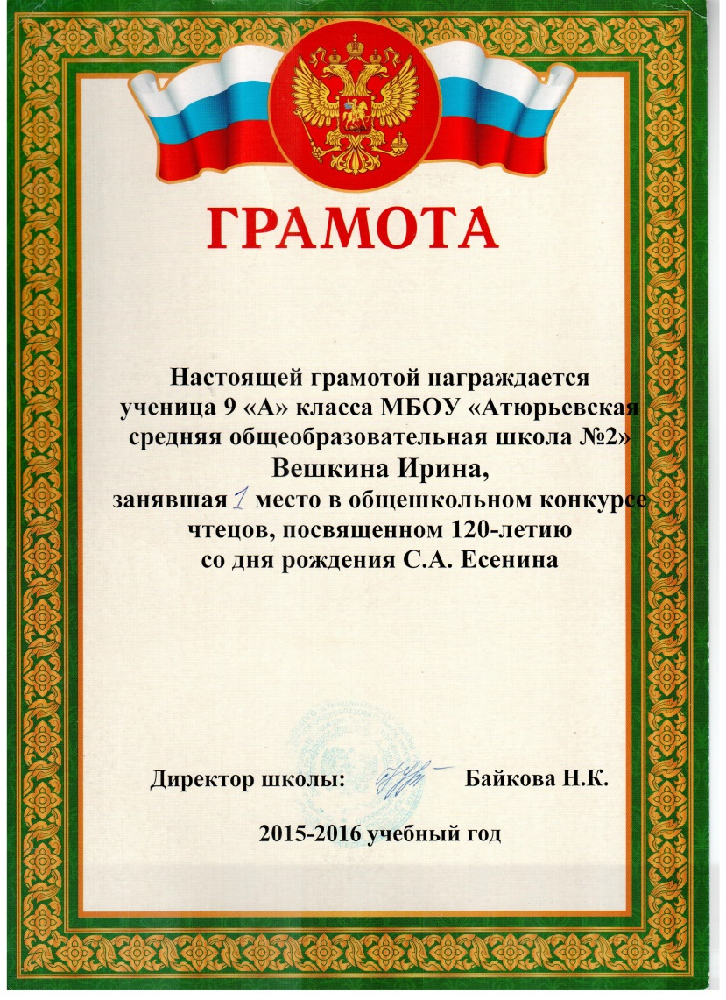 ГРАМОТА
Настоящей грамотой награждается
ученица 9 «А» класса МБОУ «Атюрьевская
средняя общеобразовательная школа №2»
Вешкина Ирина,
занявшая 1 место в общешкольном конкурсе
чтецов, посвященном 120-летию
со дня рождения С.А. Есенина
Директор школы: Байкова Н.К.
2015-2016 учебный год